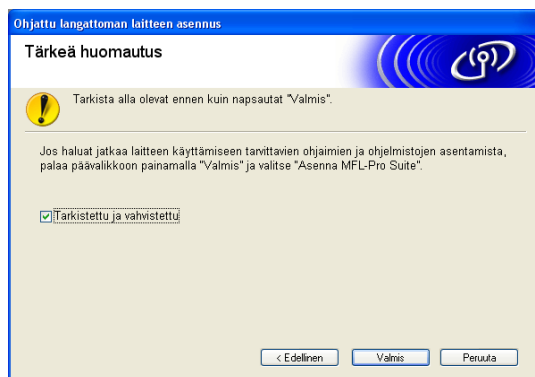 Ohjattu langattoman laitteen asennus
Tärkeä huomautus
Tarkista alla olevat ennen kuin napsautat "Valmis".
Jos haluat jatkaa laitteen käyttämiseen tarvittavien ohjaimien ja ohjelmistojen asentamista,
palaa päävalikkoon painamalla "Valmis" ja valitse "Asenna MFL-Pro Suite".
Tarkistettu ja vahvistettu
< Edellinen
Valmis
Peruuta